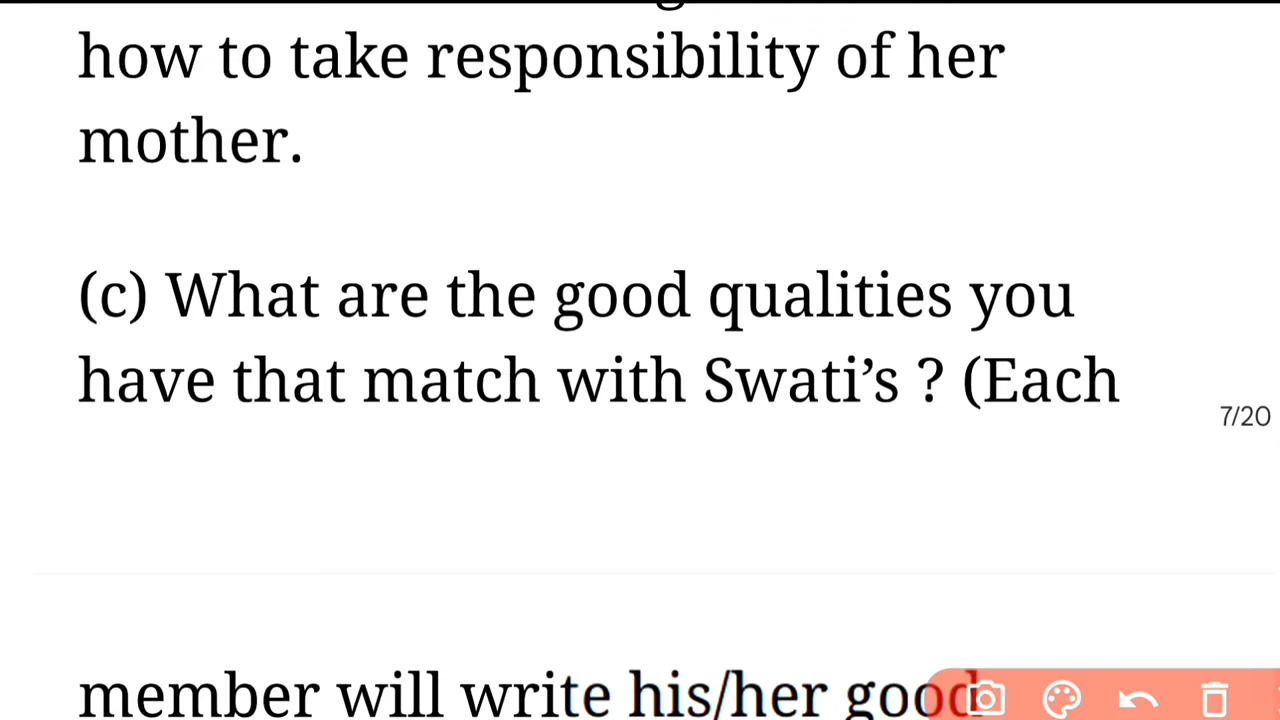 how to take responsibility of her
mother.
(c) What are the good qualities you
have that match with Swati’s ? (Each
7/20
member will write his/her good